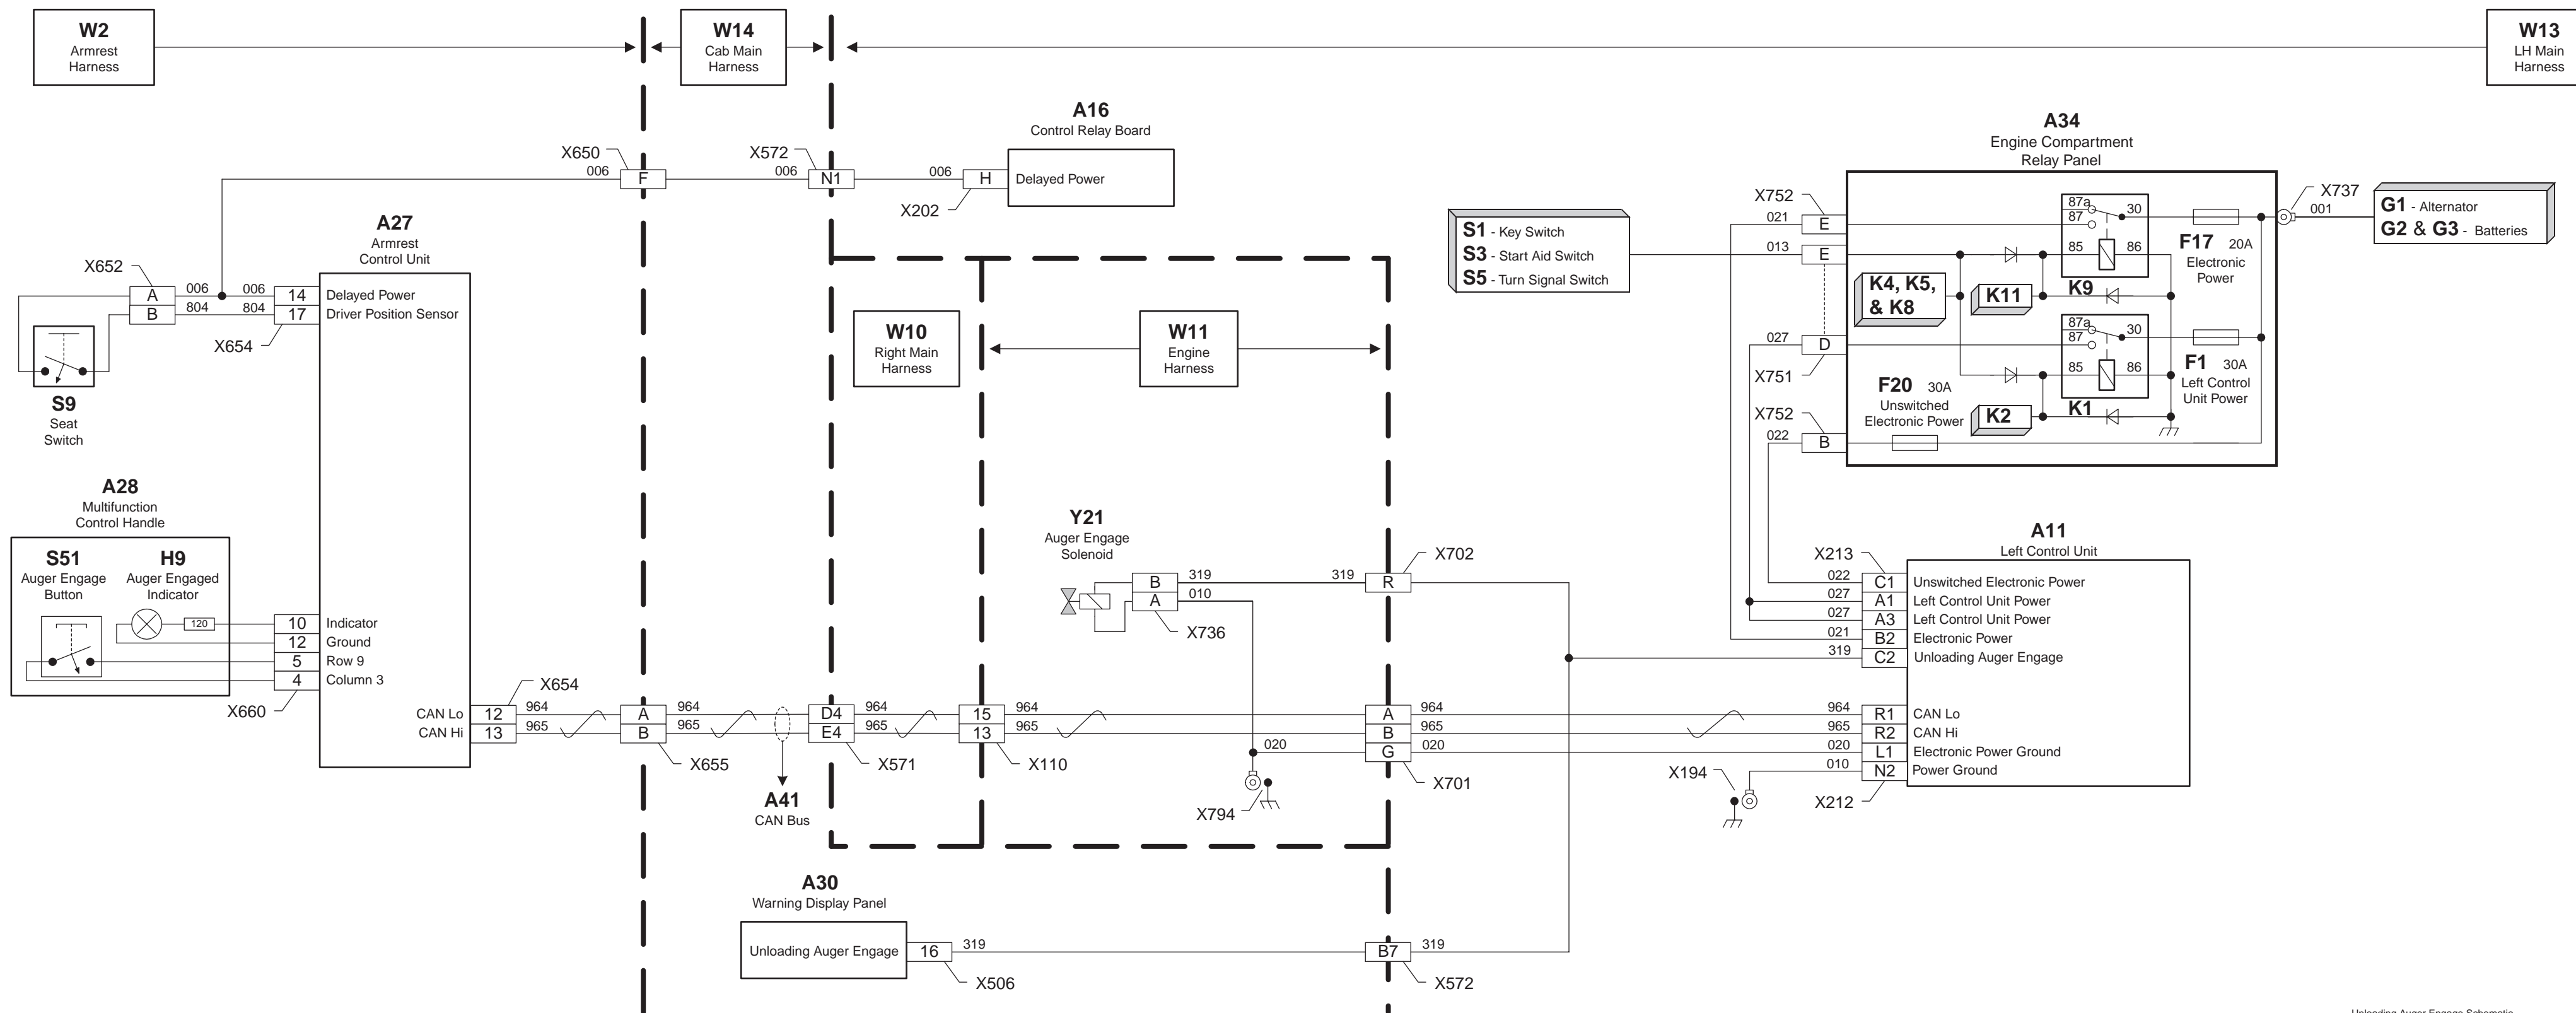 W2
Armrest
Harness
W14
Cab Main
Harness
W13
LH Main
Harness
A16
Control Relay Board
X650
006
F
X572
006
N1
006
H
Delayed Power
X202
A34
Engine Compartment
Relay Panel
X752
021
E
013
E
027
D
X751
X752
022
B
87a
87
30
85
86
K9
F17 20A
Electronic
Power
K4, K5,
& K8
K11
87a
87
30
85
86
K1
F1 30A
Left Control
Unit Power
F20 30A
Unswitched
Electronic Power
K2
X737
001
G1 - Alternator
G2 & G3 - Batteries
S1 - Key Switch
S3 - Start Aid Switch
S5 - Turn Signal Switch
A27
Armrest
Control Unit
X652
A 006 006 14 Delayed Power
B 804 804 17 Driver Position Sensor
X654
S9
Seat
Switch
W10
Right Main
Harness
W11
Engine
Harness
A28
Multifunction
Control Handle
S51
Auger Engage
Button
H9
Auger Engaged
Indicator
120
10 Indicator
12 Ground
5 Row 9
4 Column 3
X660
X654
CAN Lo 12 964
CAN Hi 13 965
A 964
B 965
X655
A41
CAN Bus
D4 964
E4 965
X571
15 964
13 965
X110
Y21
Auger Engage
Solenoid
B 319 319 R
A 010
X736
X702
020
X794
A 964
B 965
G 020
X701
A11
Left Control Unit
X213
022 C1 Unswitched Electronic Power
027 A1 Left Control Unit Power
027 A3 Left Control Unit Power
021 B2 Electronic Power
319 C2 Unloading Auger Engage
964 R1 CAN Lo
965 R2 CAN Hi
020 L1 Electronic Power Ground
010 N2 Power Ground
X194
X212
A30
Warning Display Panel
Unloading Auger Engage 16 319
X506
B7 319
X572
Unloading Auger Engage Schematic